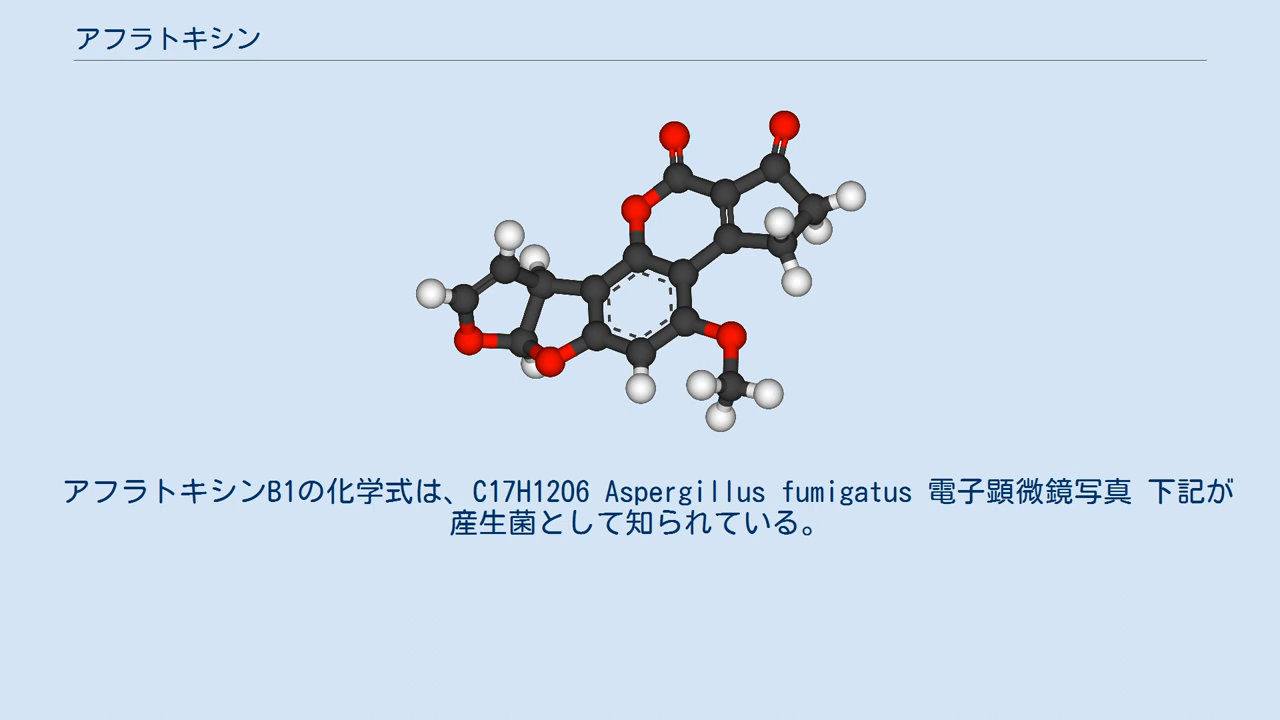 アフラトキシン
アフラトキシンB1の化学式は、C17H12O6 Aspergillus fumigatus 電子顕微鏡写真 下記が
産生菌として知られている。